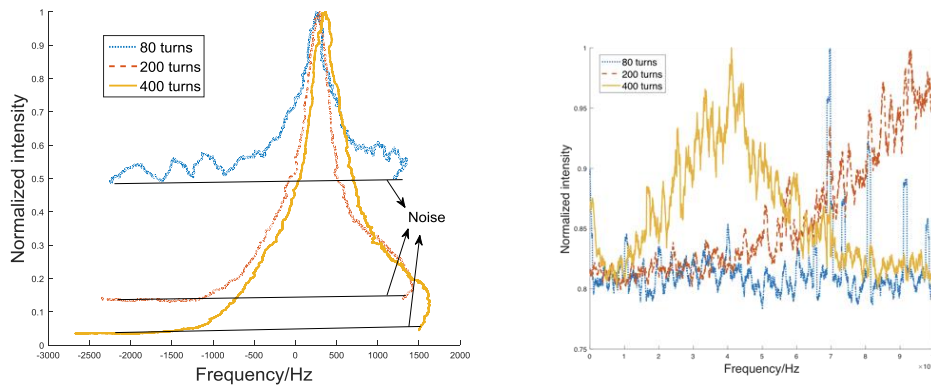 80 turns
200 turns
400 turns
Noise
Normalized intensity
1
0.9
0.8
0.7
0.6
0.5
0.4
0.3
0.2
0.1
0
-3000 -2500 -2000 -1500 -1000 -500 0 500 1000 1500 2000
Frequency/Hz
80 turns
200 turns
400 turns
Normalized intensity
1
0.95
0.9
0.85
0.8
0.75
0 1 2 3 4 5 6 7 8 9
Frequency/Hz
×10